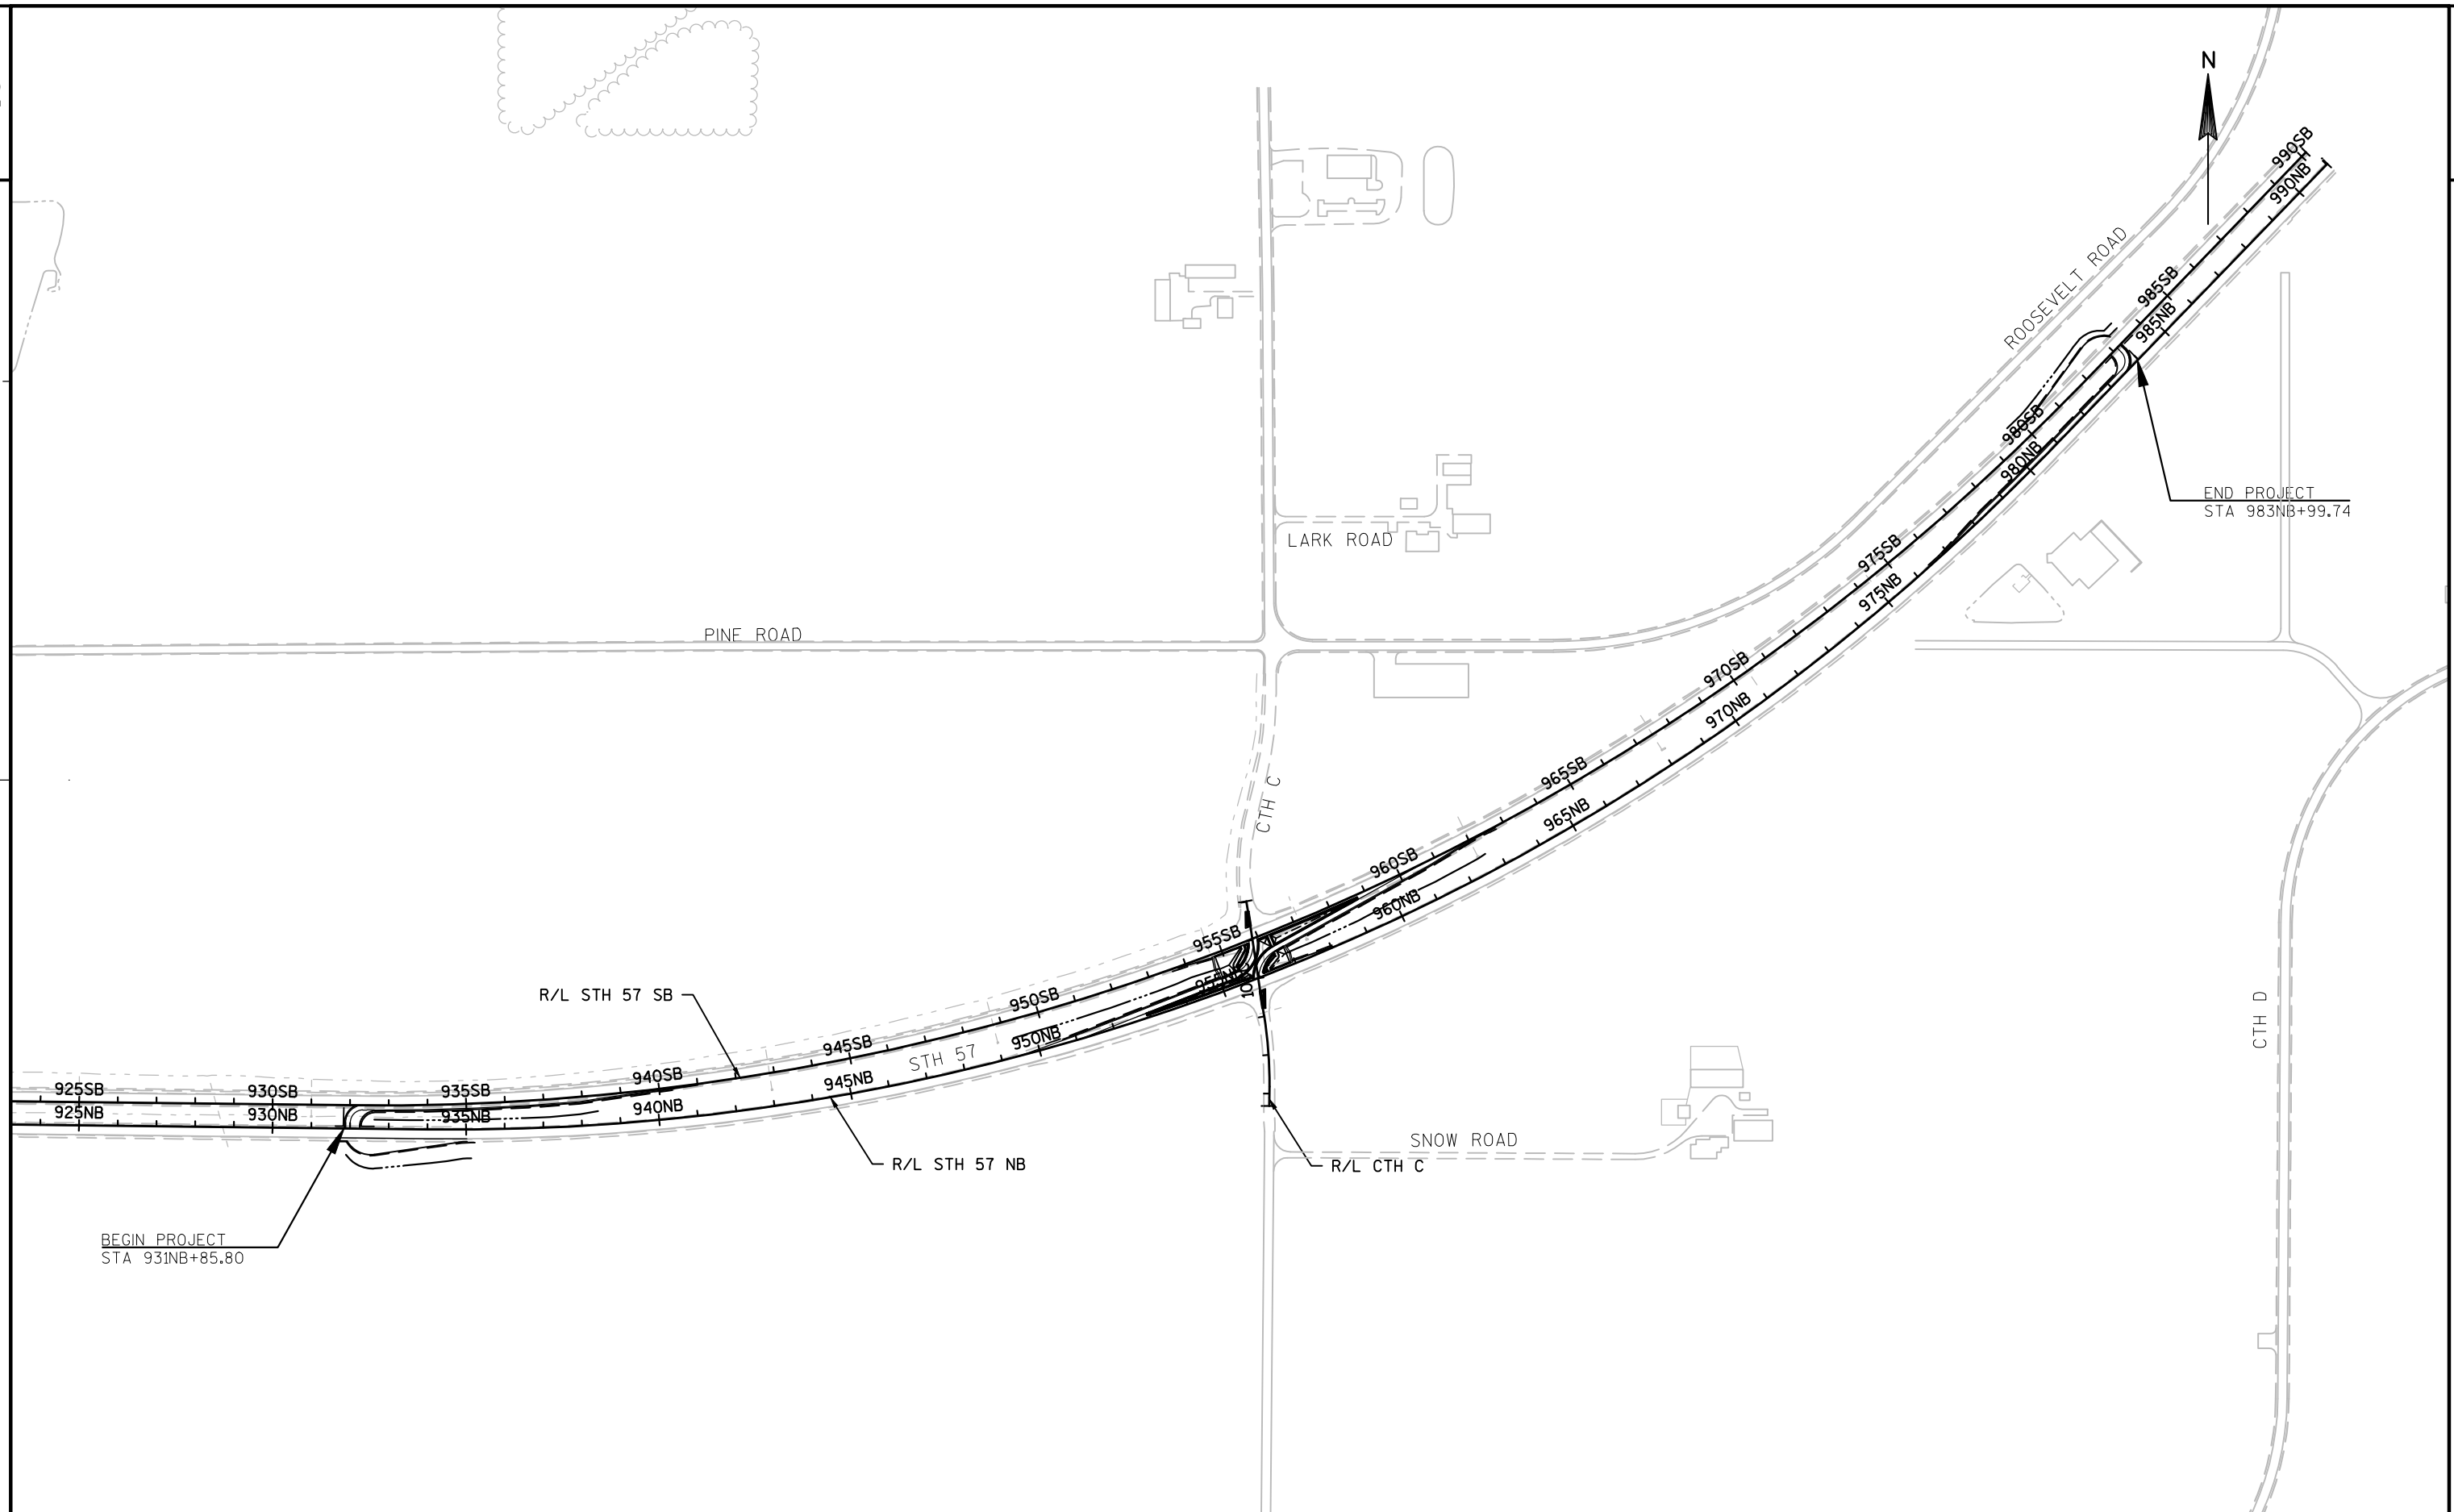 N
990SB
990NB
ROOSEVELT ROAD
985SB
985NB
980SB
980NB
END PROJECT
STA 983NB+99.74
LARK ROAD
975SB
975NB
PINE ROAD
970SB
970NB
CTH C
965SB
965NB
960SB
960NB
955SB
R/L STH 57 SB
950SB
950NB
CTH D
945SB
STH 57
945NB
940SB
940NB
925SB
930SB
935SB
925NB
930NB
935NB
SNOW ROAD
R/L STH 57 NB
R/L CTH C
BEGIN PROJECT
STA 931NB+85.80